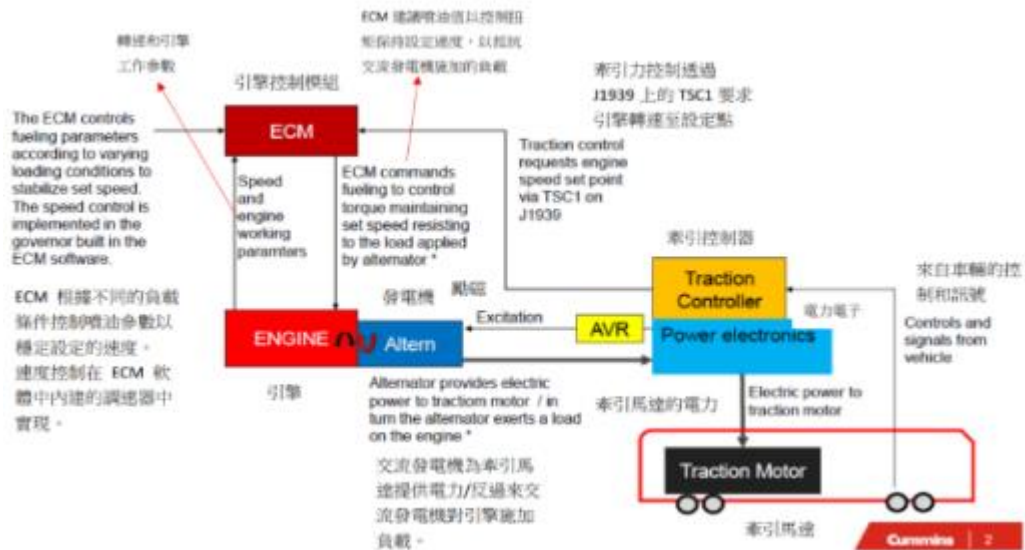 轉速和引擎
工作參數
ECM 建議噴油值以控制扭
矩保持設定速度，以抵抗
交流發電機施加的負載
引擎控制模組
ECM
牽引力控制透過
J1939 上的 TSC1 要求
引擎轉速至設定點
The ECM controls
fueling parameters
according to varying
loading conditions to
stabilize set speed.
The speed control is
implemented in the
governor built in the
ECM software.
Speed
and
engine
working
paramters
ECM commands
fueling to control
torque maintaining
set speed resisting
to the load applied
by alternator *
Traction control
requests engine
speed set point
via TSC1 on
J1939
ECM 根據不同的負載
條件控制噴油參數以
穩定設定的速度。
速度控制在 ECM 軟
體中內建的調速器中
實現。
發電機
勵磁
牽引控制器
Traction
Controller
電力電子
來自車輛的控
制和訊號
Controls and
signals from
vehicle
ENGINE
Altern
Excitation
AVR
Power electronics
引擎
Alternator provides electric
power to tractiom motor / in
turn the alternator exerts a load
on the engine *
牽引馬達的電力
Electric power to
traction motor
交流發電機為牽引馬
達提供電力/反過來交
流發電機對引擎施加
負載。
Traction Motor
牽引馬達
Cummins | 2